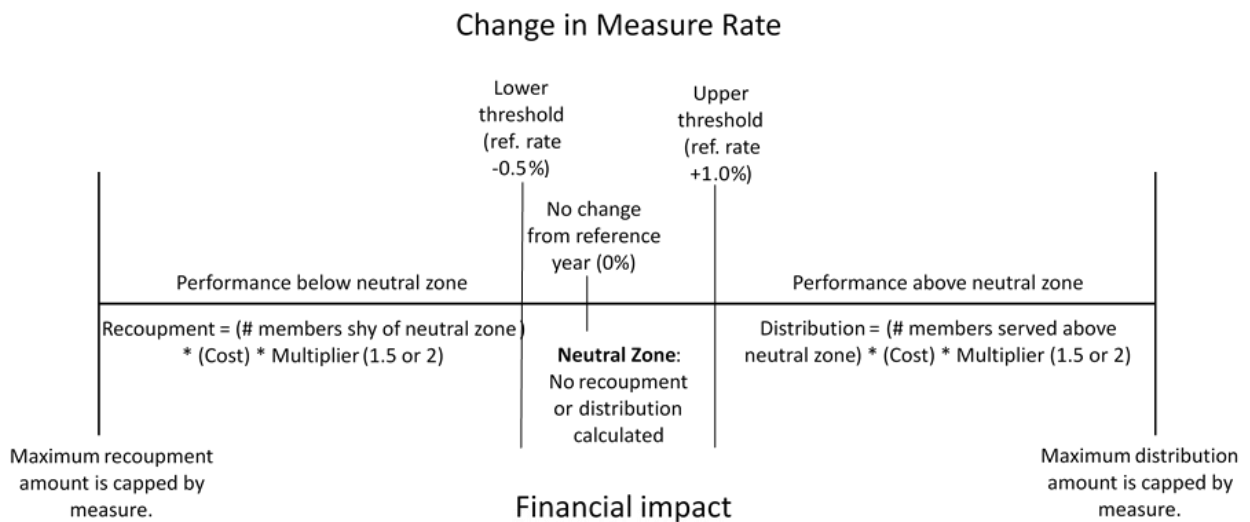 Change in Measure Rate
Lower
threshold
(ref. rate
-0.5%)
Upper
threshold
(ref. rate
+1.0%)
No change
from reference
year (0%)
Performance below neutral zone
Performance above neutral zone
Recoupment = (# members shy of neutral zone)
* (Cost) * Multiplier (1.5 or 2)
Neutral Zone:
No recoupment
or distribution
calculated
Distribution = (# members served above
neutral zone) * (Cost) * Multiplier (1.5 or 2)
Maximum recoupment
amount is capped by
measure.
Maximum distribution
amount is capped by
measure.
Financial impact